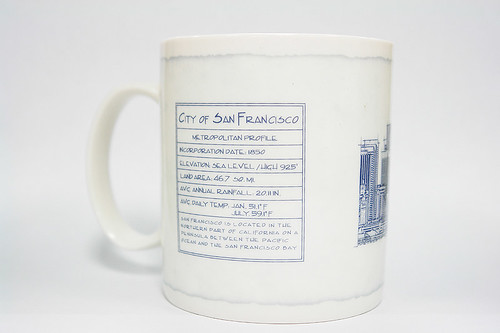 CITY OF SAN FRANCISCO
METROPOLITAN PROFILE
INCORPORATION DATE: 1850
ELEVATION: SEA LEVEL / HIGH 925'
LAND AREA: 46.7 SQ. MI.
AVG. ANNUAL RAINFALL: 20.11 IN.
AVG. DAILY TEMP. JAN. 51.1°F
JULY. 59.1°F
SAN FRANCISCO IS LOCATED IN THE
NORTHERN PART OF CALIFORNIA ON A
PENINSULA BETWEEN THE PACIFIC
OCEAN AND THE SAN FRANCISCO BAY.